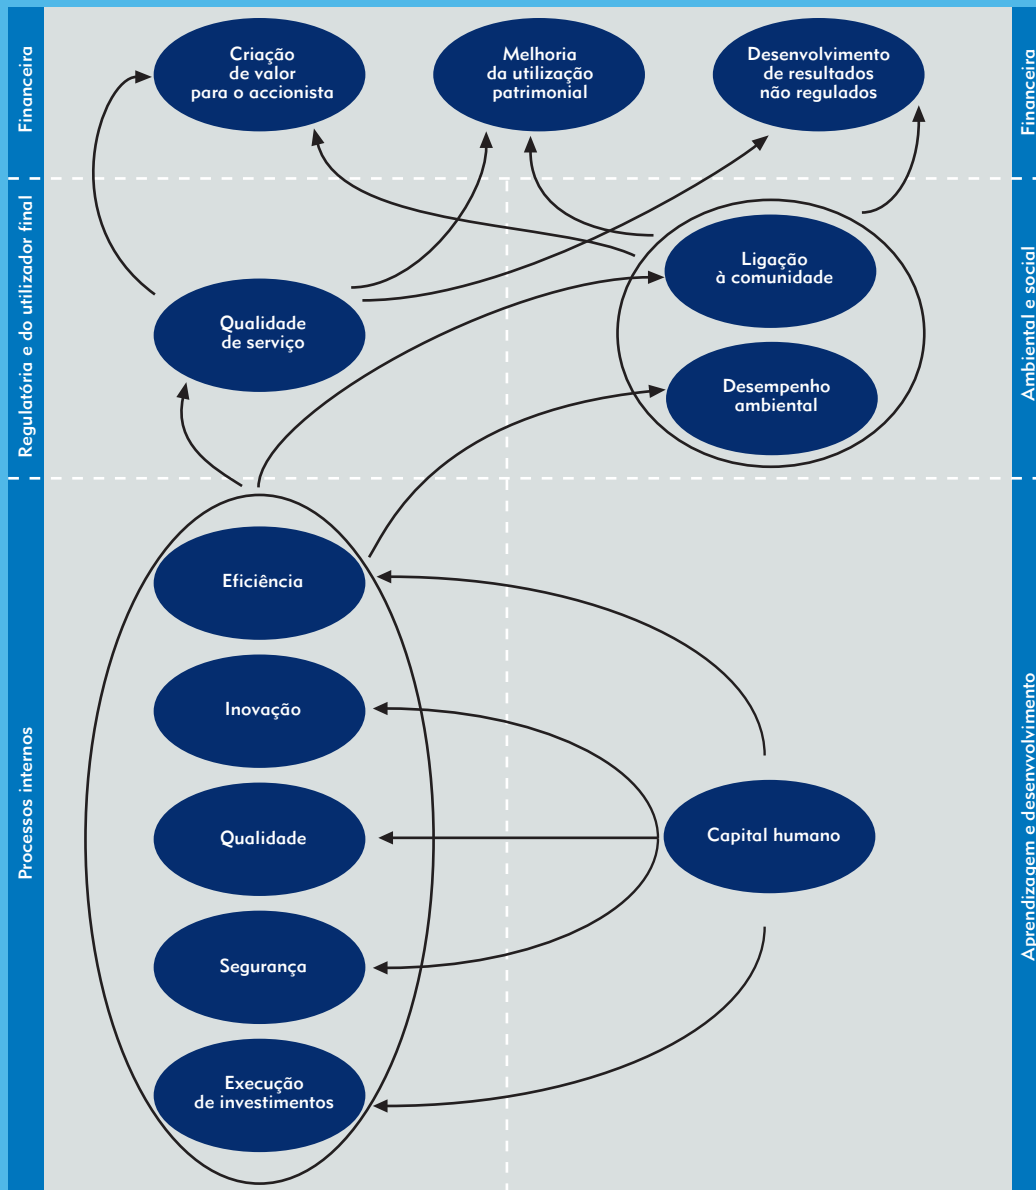 Financeira
Criação
de valor
para o accionista
Melhoria
da utilização
patrimonial
Desenvolvimento
de resultados
não regulados
Financeira
Regulatória e do utilizador final
Qualidade
de serviço
Ligação
à comunidade
Desempenho
ambiental
Ambiental e social
Processos internos
Eficiência
Inovação
Qualidade
Segurança
Execução
de investimentos
Capital humano
Aprendizagem e desenvvolvimento